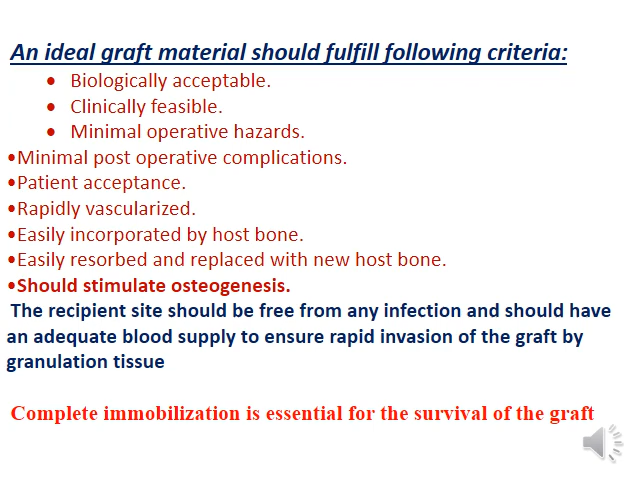 An ideal graft material should fulfill following criteria:
• Biologically acceptable.
• Clinically feasible.
• Minimal operative hazards.
•Minimal post operative complications.
•Patient acceptance.
•Rapidly vascularized.
•Easily incorporated by host bone.
•Easily resorbed and replaced with new host bone.
•Should stimulate osteogenesis.
The recipient site should be free from any infection and should have
an adequate blood supply to ensure rapid invasion of the graft by
granulation tissue
Complete immobilization is essential for the survival of the graft